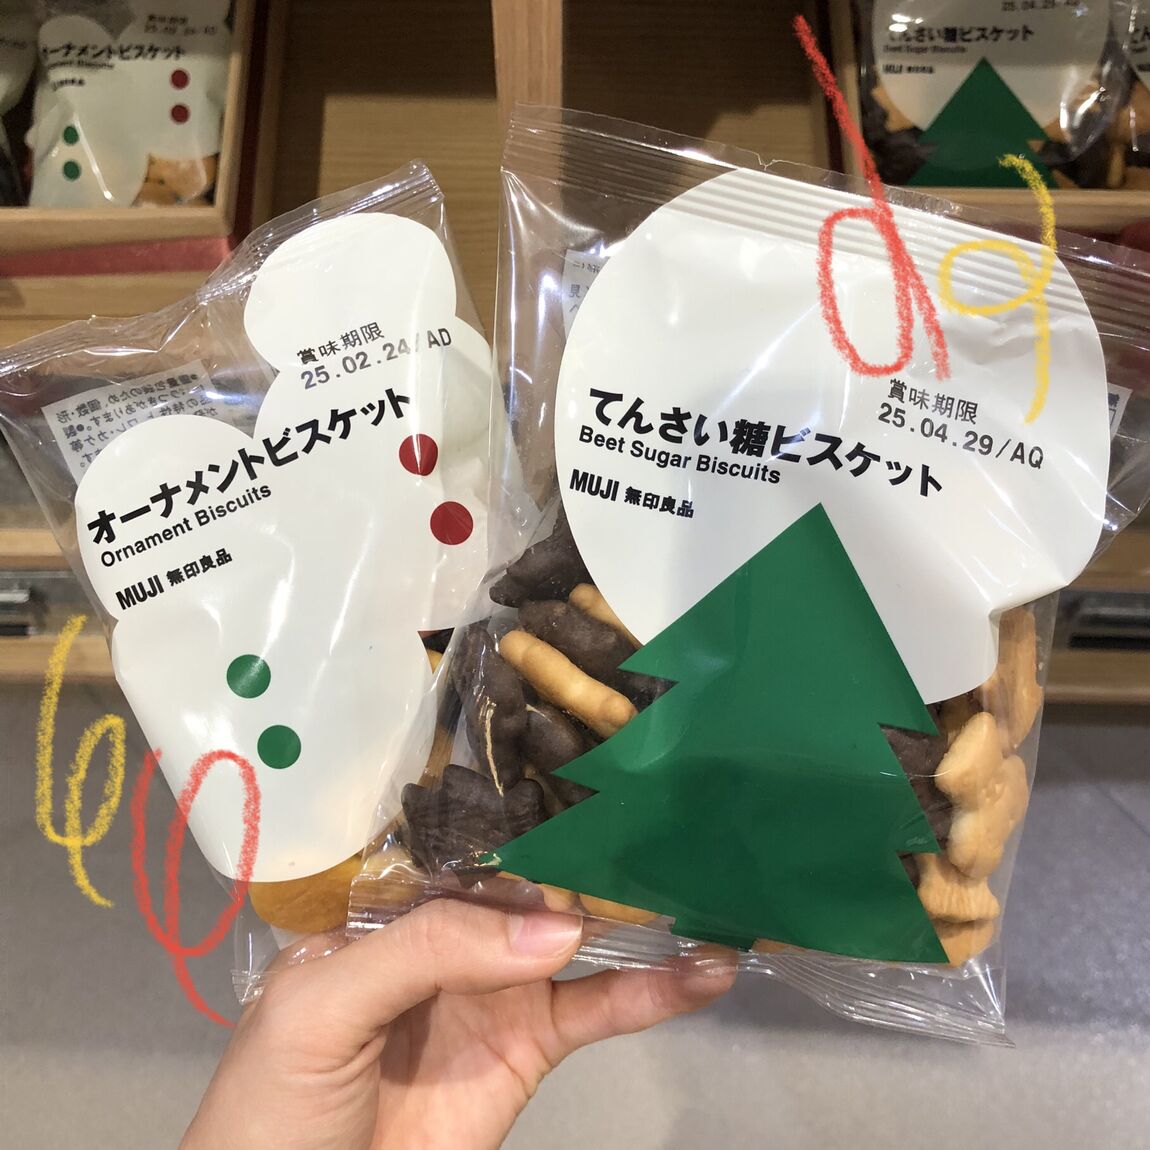 オーナメントビスケット
てんさい糖ビスケット
Beet Sugar Biscuits
賞味期限
25.02.24/AD
オーナメントビスケット
Ornament Biscuits
MUJI 無印良品
賞味期限
25.04.29/AQ
てんさい糖ビスケット
Beet Sugar Biscuits
MUJI 無印良品